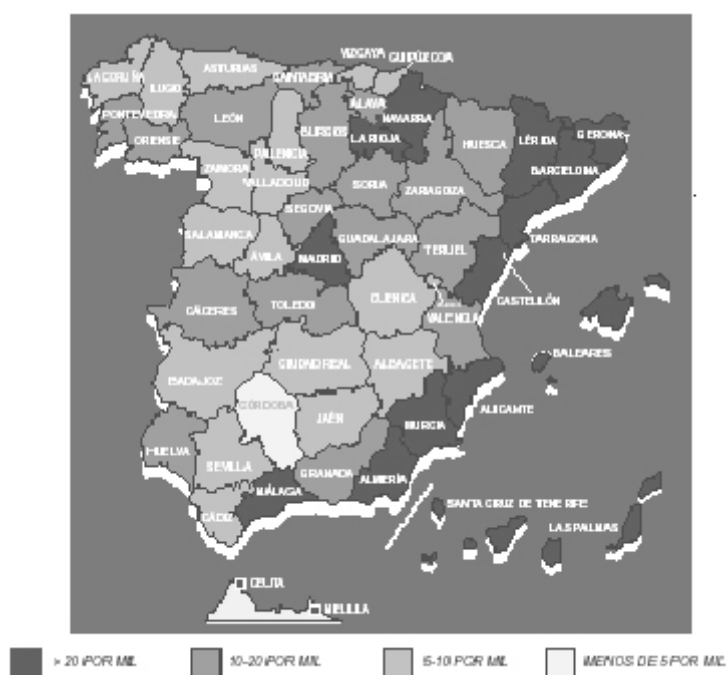 VIZCAYA
GUIPÚZCOA
ASTURIAS
LA CORUÑA
CANTABRIA
LUGO
ALAVA
NAVARRA
PONTEVEDRA
LEÓN
BURGOS
LA RIOJA
HUESCA
LÉRIDA
GERONA
ORENSE
PALENCIA
ZAMORA
VALLADOLID
SORIA
ZARAGOZA
BARCELONA
SEGOVIA
SALAMANCA
GUADALAJARA
TARRAGONA
ÁVILA
MADRID
TERUEL
CUENCA
CASTELLÓN
CÁCERES
TOLEDO
VALENCIA
BALEARES
CIUDAD REAL
ALBACETE
BADAJOZ
CÓRDOBA
ALICANTE
JAÉN
MURCIA
HUELVA
SEVILLA
GRANADA
ALMERÍA
MÁLAGA
SANTA CRUZ DE TENERIFE
CÁDIZ
LAS PALMAS
CEUTA
MELILLA
> 20 POR MIL 10-20 POR MIL 5-10 POR MIL MENOS DE 5 POR MIL